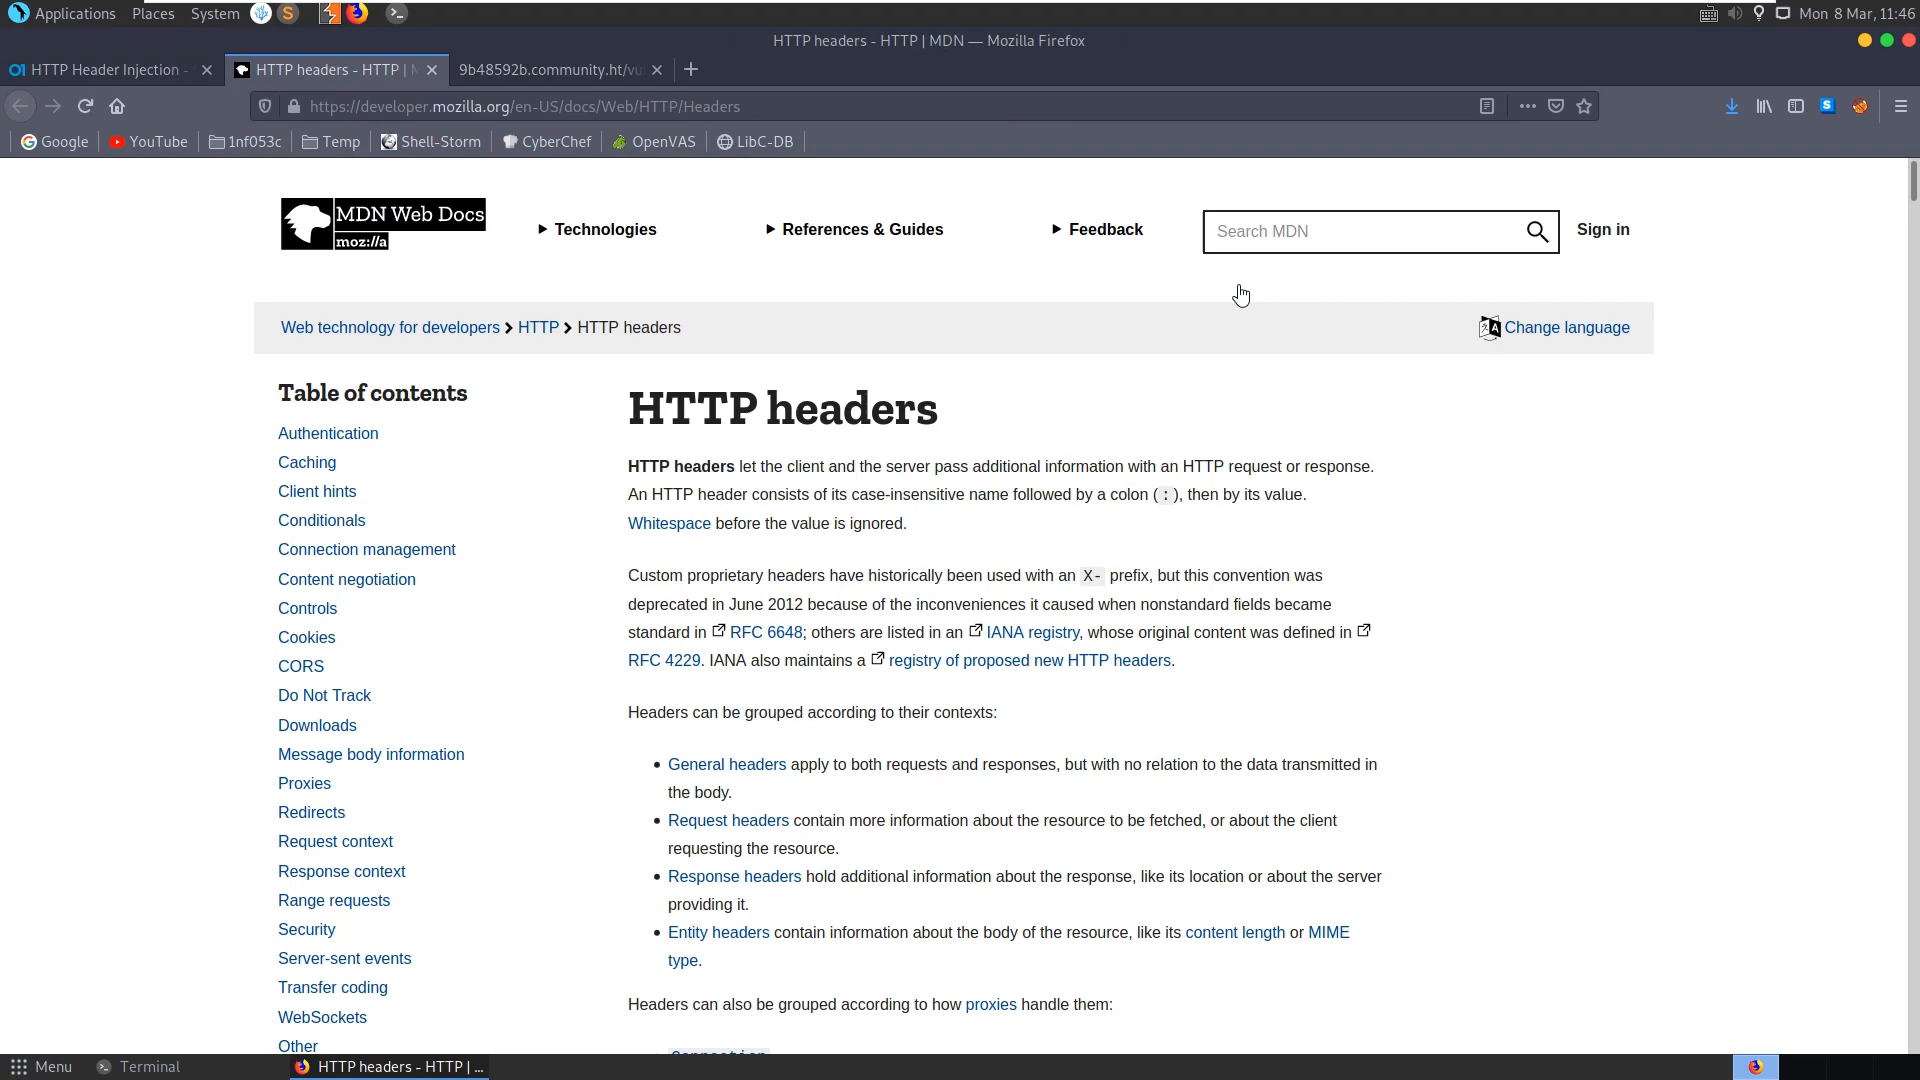 Applications Places System
Mon 8 Mar, 11:46
HTTP headers - HTTP | MDN — Mozilla Firefox
HTTP Header Injection -
HTTP headers - HTTP |
9b48592b.community.ht/vu
https://developer.mozilla.org/en-US/docs/Web/HTTP/Headers
Google YouTube 1nf053c Temp Shell-Storm CyberChef OpenVAS LibC-DB
MDN Web Docs
moz://a
Technologies
References & Guides
Feedback
Search MDN
Sign in
Web technology for developers HTTP HTTP headers
Change language
Table of contents
Authentication
Caching
Client hints
Conditionals
Connection management
Content negotiation
Controls
Cookies
CORS
Do Not Track
Downloads
Message body information
Proxies
Redirects
Request context
Response context
Range requests
Security
Server-sent events
Transfer coding
WebSockets
Other
HTTP headers
HTTP headers let the client and the server pass additional information with an HTTP request or response.
An HTTP header consists of its case-insensitive name followed by a colon (:), then by its value.
Whitespace before the value is ignored.
Custom proprietary headers have historically been used with an X- prefix, but this convention was
deprecated in June 2012 because of the inconveniences it caused when nonstandard fields became
standard in RFC 6648; others are listed in an IANA registry, whose original content was defined in
RFC 4229. IANA also maintains a registry of proposed new HTTP headers.
Headers can be grouped according to their contexts:
General headers apply to both requests and responses, but with no relation to the data transmitted in
the body.
Request headers contain more information about the resource to be fetched, or about the client
requesting the resource.
Response headers hold additional information about the response, like its location or about the server
providing it.
Entity headers contain information about the body of the resource, like its content length or MIME
type.
Headers can also be grouped according to how proxies handle them:
Connection
Menu
Terminal
HTTP headers - HTTP | ...